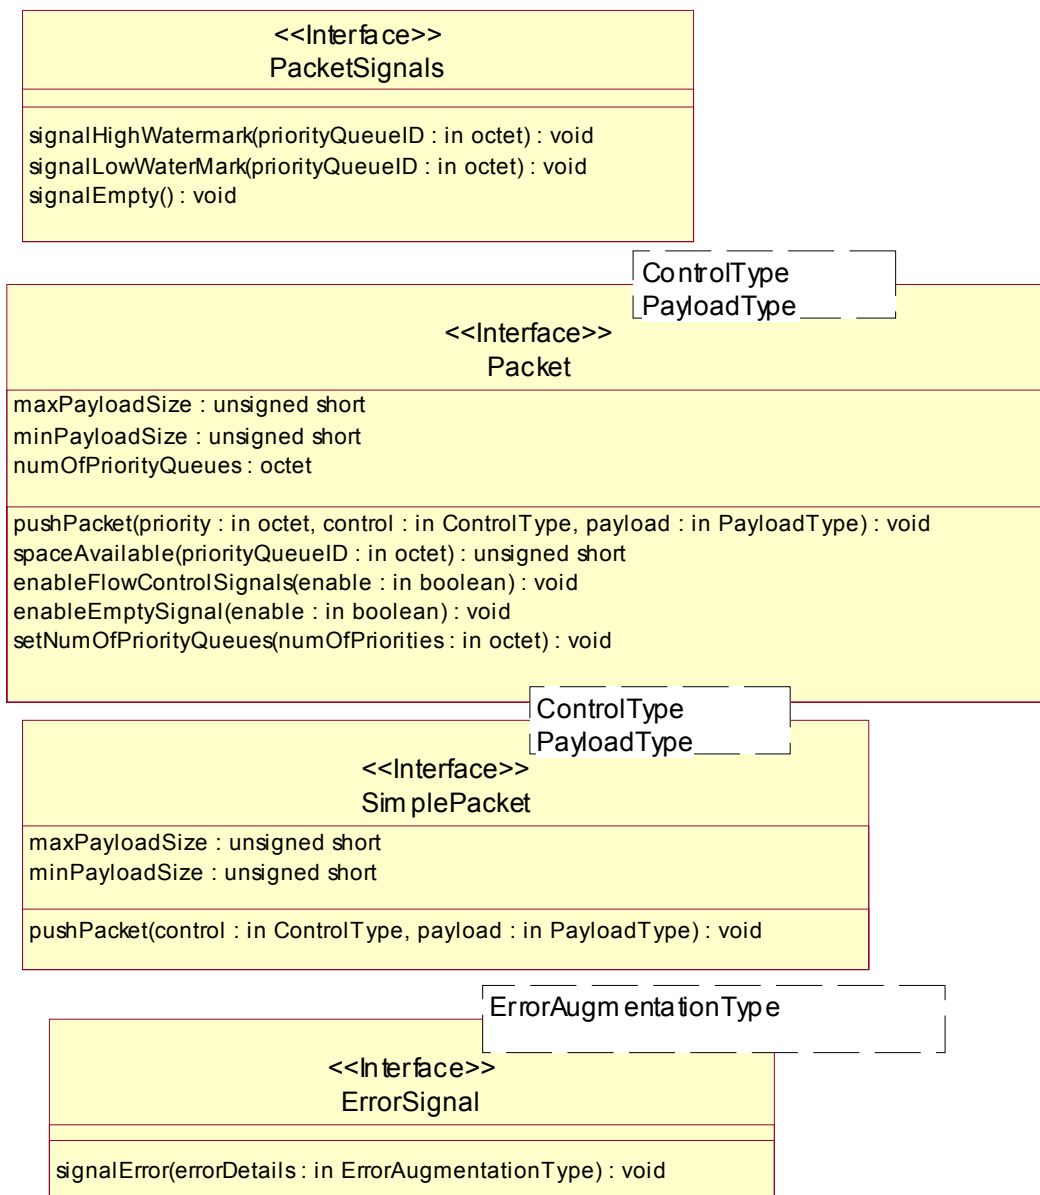 <<Interface>>
PacketSignals
signalHighWatermark(priorityQueueID : in octet) : void
signalLowWaterMark(priorityQueueID : in octet) : void
signalEmpty() : void
ControlType
PayloadType
<<Interface>>
Packet
maxPayloadSize : unsigned short
minPayloadSize : unsigned short
numOfPriorityQueues : octet
pushPacket(priority : in octet, control : in ControlType, payload : in PayloadType) : void
spaceAvailable(priorityQueueID : in octet) : unsigned short
enableFlowControlSignals(enable : in boolean) : void
enableEmptySignal(enable : in boolean) : void
setNumOfPriorityQueues(numOfPriorities : in octet) : void
ControlType
PayloadType
<<Interface>>
SimplePacket
maxPayloadSize : unsigned short
minPayloadSize : unsigned short
pushPacket(control : in ControlType, payload : in PayloadType) : void
ErrorAugmentationType
<<Interface>>
ErrorSignal
signalError(errorDetails : in ErrorAugmentationType) : void